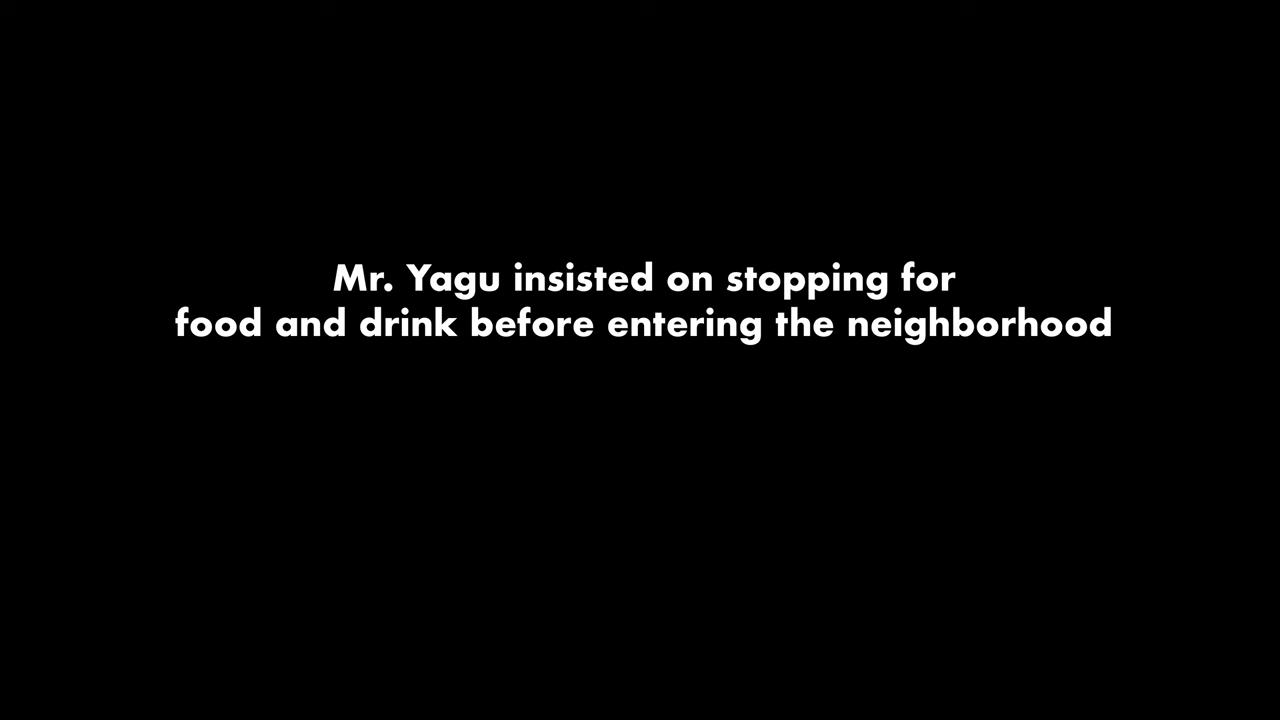 Mr. Yagu insisted on stopping for
food and drink before entering the neighborhood